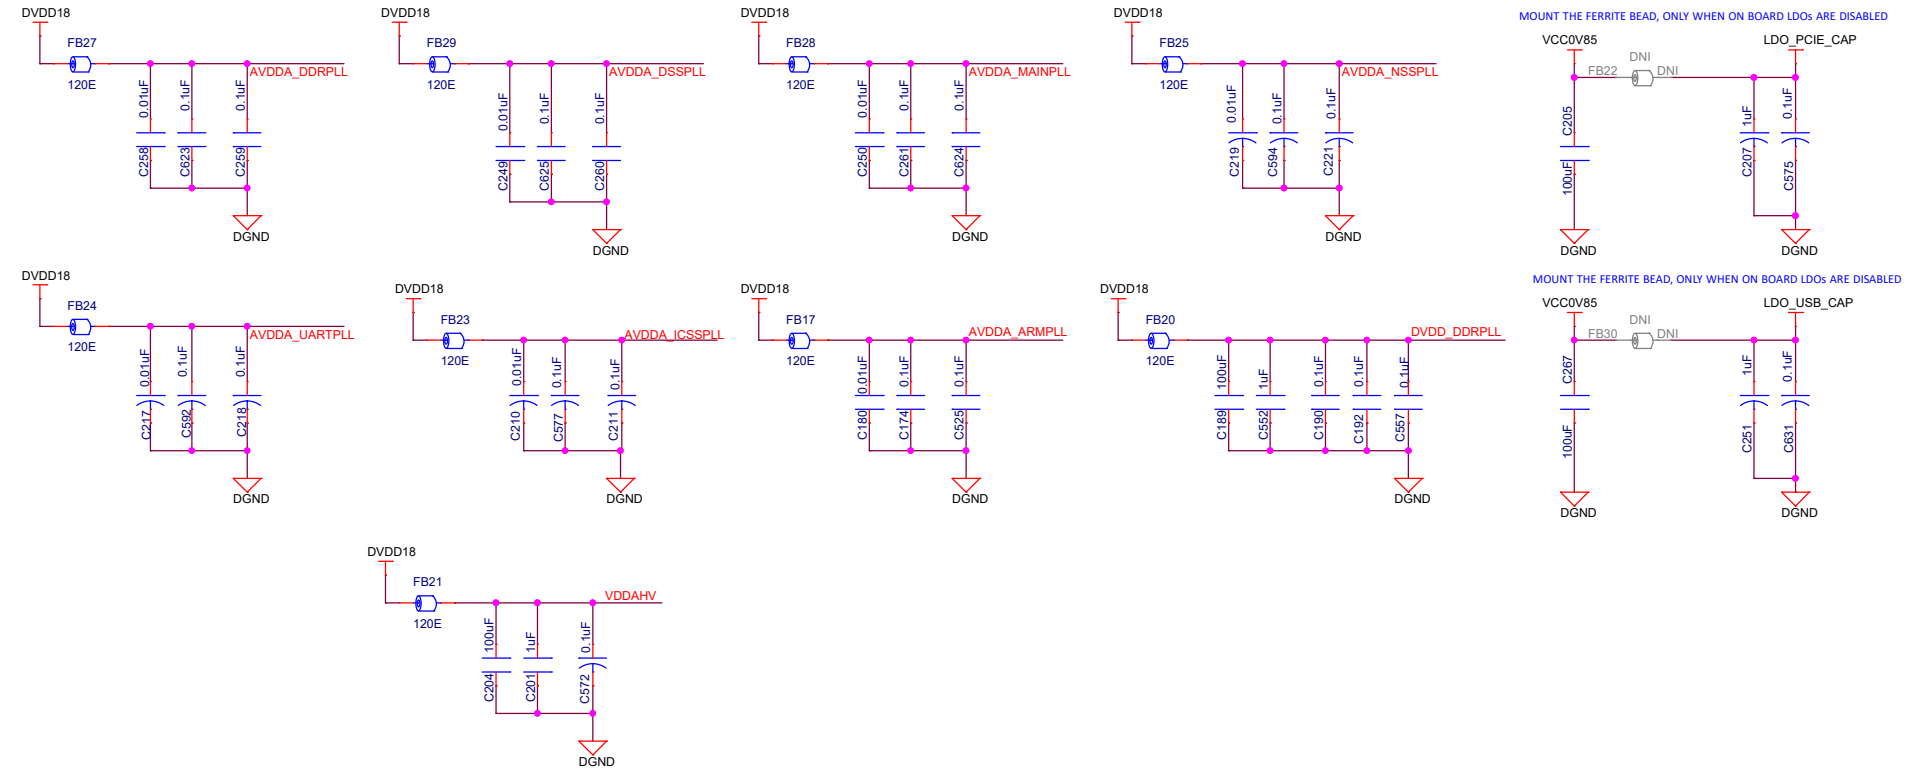 DVDD18
FB27
120E
AVDDA_DDRPLL
0.01uF
0.1uF
0.1uF
C258
C623
C259
DGND
DVDD18
FB29
120E
AVDDA_DSSPLL
0.01uF
0.1uF
0.1uF
C249
C625
C260
DGND
DVDD18
FB28
120E
AVDDA_MAINPLL
0.01uF
0.1uF
0.1uF
C250
C261
C624
DGND
DVDD18
FB25
120E
AVDDA_NSSPLL
0.01uF
0.1uF
0.1uF
C219
C594
C221
DGND
MOUNT THE FERRITE BEAD, ONLY WHEN ON BOARD LDOs ARE DISABLED
VCC0V85
LDO_PCIE_CAP
DNI
FB22
DNI
C205
100uF
1uF
0.1uF
C207
C575
DGND
DGND
DVDD18
FB24
120E
AVDDA_UARTPLL
0.01uF
0.1uF
0.1uF
C217
C592
C218
DGND
DVDD18
FB23
120E
AVDDA_ICSSPLL
0.01uF
0.1uF
0.1uF
C210
C577
C211
DGND
DVDD18
FB17
120E
AVDDA_ARMPLL
0.01uF
0.1uF
0.1uF
C180
C174
C525
DGND
DVDD18
FB20
120E
DVDD_DDRPLL
100uF
1uF
0.1uF
0.1uF
0.1uF
C189
C552
C190
C192
C557
DGND
MOUNT THE FERRITE BEAD, ONLY WHEN ON BOARD LDOs ARE DISABLED
VCC0V85
LDO_USB_CAP
DNI
FB30
DNI
C267
100uF
1uF
0.1uF
C251
C631
DGND
DGND
DVDD18
FB21
120E
VDDAHV
100uF
1uF
0.1uF
C204
C201
C572
DGND